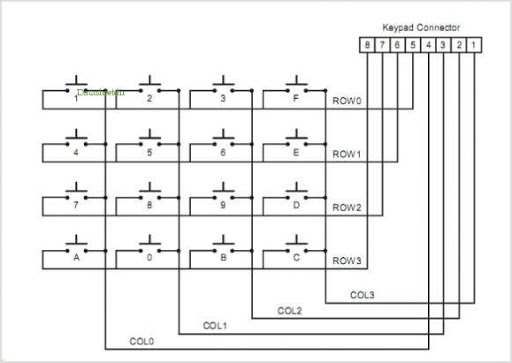 Keypad Connector
8 7 6 5 4 3 2 1
1 2 3 F
ROW0
4 5 6 E
ROW1
7 8 9 D
ROW2
A 0 B C
ROW3
COL3
COL2
COL1
COL0